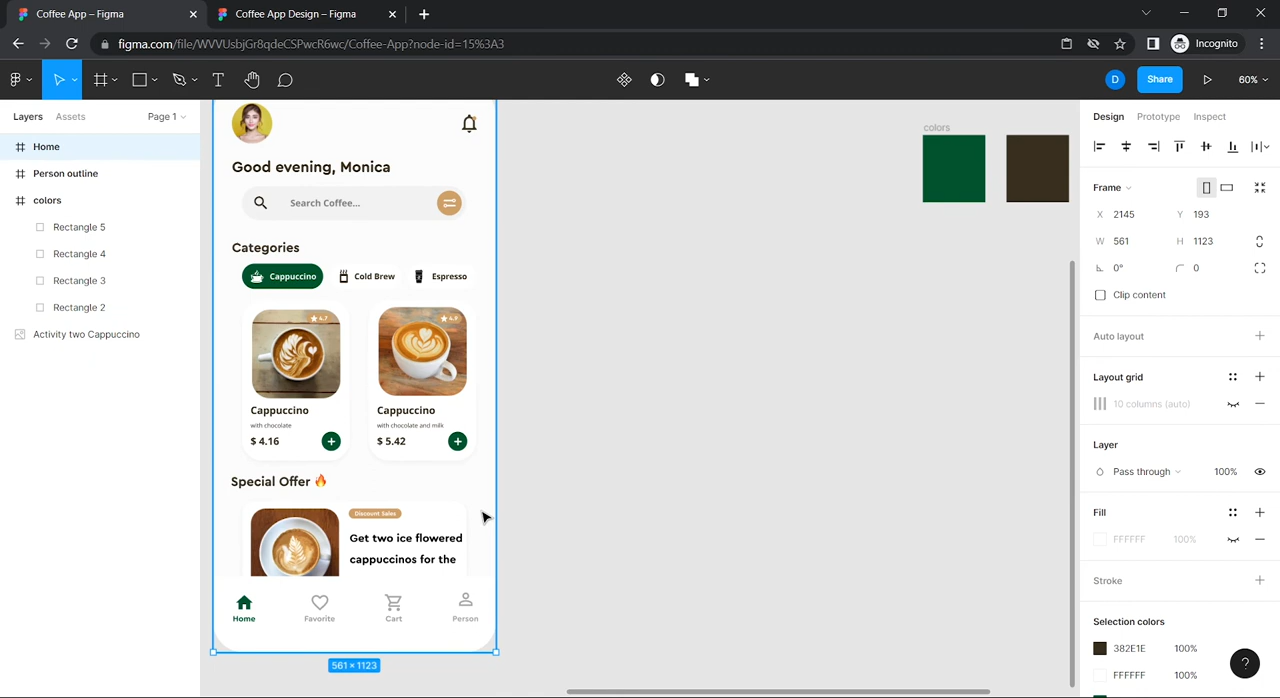 Coffee App – Figma
Coffee App Design – Figma
figma.com/file/WVVUsbjGr8qdeCSPwcR6wc/Coffee-App?node-id=15%3A3
Incognito
T
D
Share
60%
Layers
Assets
Page 1
Home
Person outline
colors
Rectangle 5
Rectangle 4
Rectangle 3
Rectangle 2
Activity two Cappuccino
Good evening, Monica
Search Coffee...
Categories
Cappuccino
Cold Brew
Espresso
4.7
4.9
Cappuccino
with chocolate
$ 4.16
Cappuccino
with chocolate and milk
$ 5.42
Special Offer 🔥
Discount Sales
Get two ice flowered
cappuccinos for the
Home
Favorite
Cart
Person
561 × 1123
colors
Design
Prototype
Inspect
Frame
X 2145
Y 193
W 561
H 1123
0°
0
Clip content
Auto layout
Layout grid
10 columns (auto)
Layer
Pass through
100%
Fill
FFFFFF
100%
Stroke
Selection colors
382E1E
100%
FFFFFF
100%
?